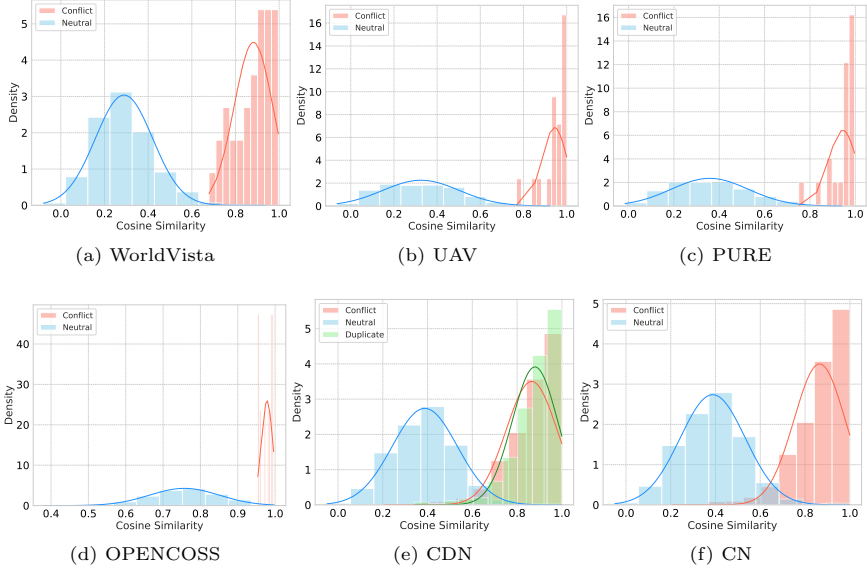 Conflict
Neutral
Density
5
4
3
2
1
0
0.0 0.2 0.4 0.6 0.8 1.0
Cosine Similarity
(a) WorldVista
Conflict
Neutral
Density
16
14
12
10
8
6
4
2
0
0.0 0.2 0.4 0.6 0.8 1.0
Cosine Similarity
(b) UAV
Conflict
Neutral
Density
16
14
12
10
8
6
4
2
0
0.0 0.2 0.4 0.6 0.8 1.0
Cosine Similarity
(c) PURE
Conflict
Neutral
Density
40
30
20
10
0
0.4 0.5 0.6 0.7 0.8 0.9 1.0
Cosine Similarity
(d) OPENCOSS
Conflict
Neutral
Duplicate
Density
5
4
3
2
1
0
0.0 0.2 0.4 0.6 0.8 1.0
Cosine Similarity
(e) CDN
Conflict
Neutral
Density
5
4
3
2
1
0
0.0 0.2 0.4 0.6 0.8 1.0
Cosine Similarity
(f) CN